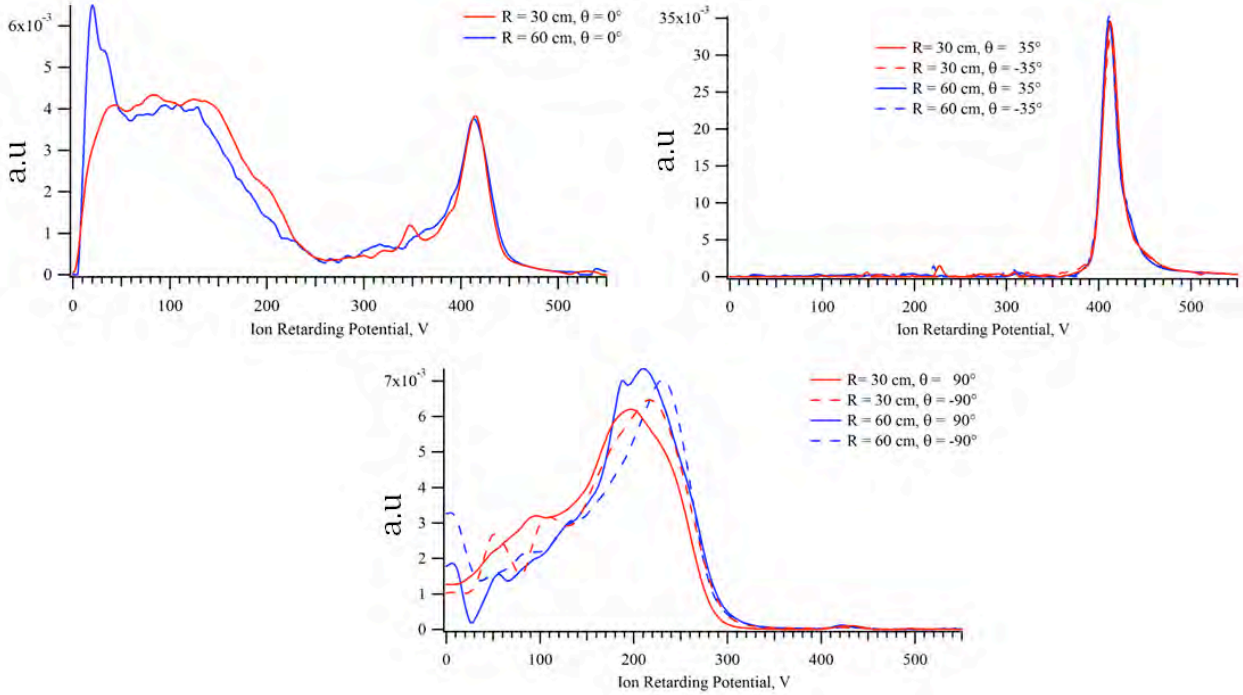 6x10⁻³
5
4
3
2
1
0
a.u
0
100
200
300
400
500
Ion Retarding Potential, V
R = 30 cm, θ = 0°
R = 60 cm, θ = 0°
35x10⁻³
30
25
20
15
10
5
0
a.u
0
100
200
300
400
500
Ion Retarding Potential, V
R= 30 cm, θ = 35°
R = 30 cm, θ = -35°
R = 60 cm, θ = 35°
R = 60 cm, θ = -35°
7x10⁻³
6
5
4
3
2
1
0
a.u
0
100
200
300
400
500
Ion Retarding Potential, V
R= 30 cm, θ = 90°
R = 30 cm, θ = -90°
R = 60 cm, θ = 90°
R = 60 cm, θ = -90°